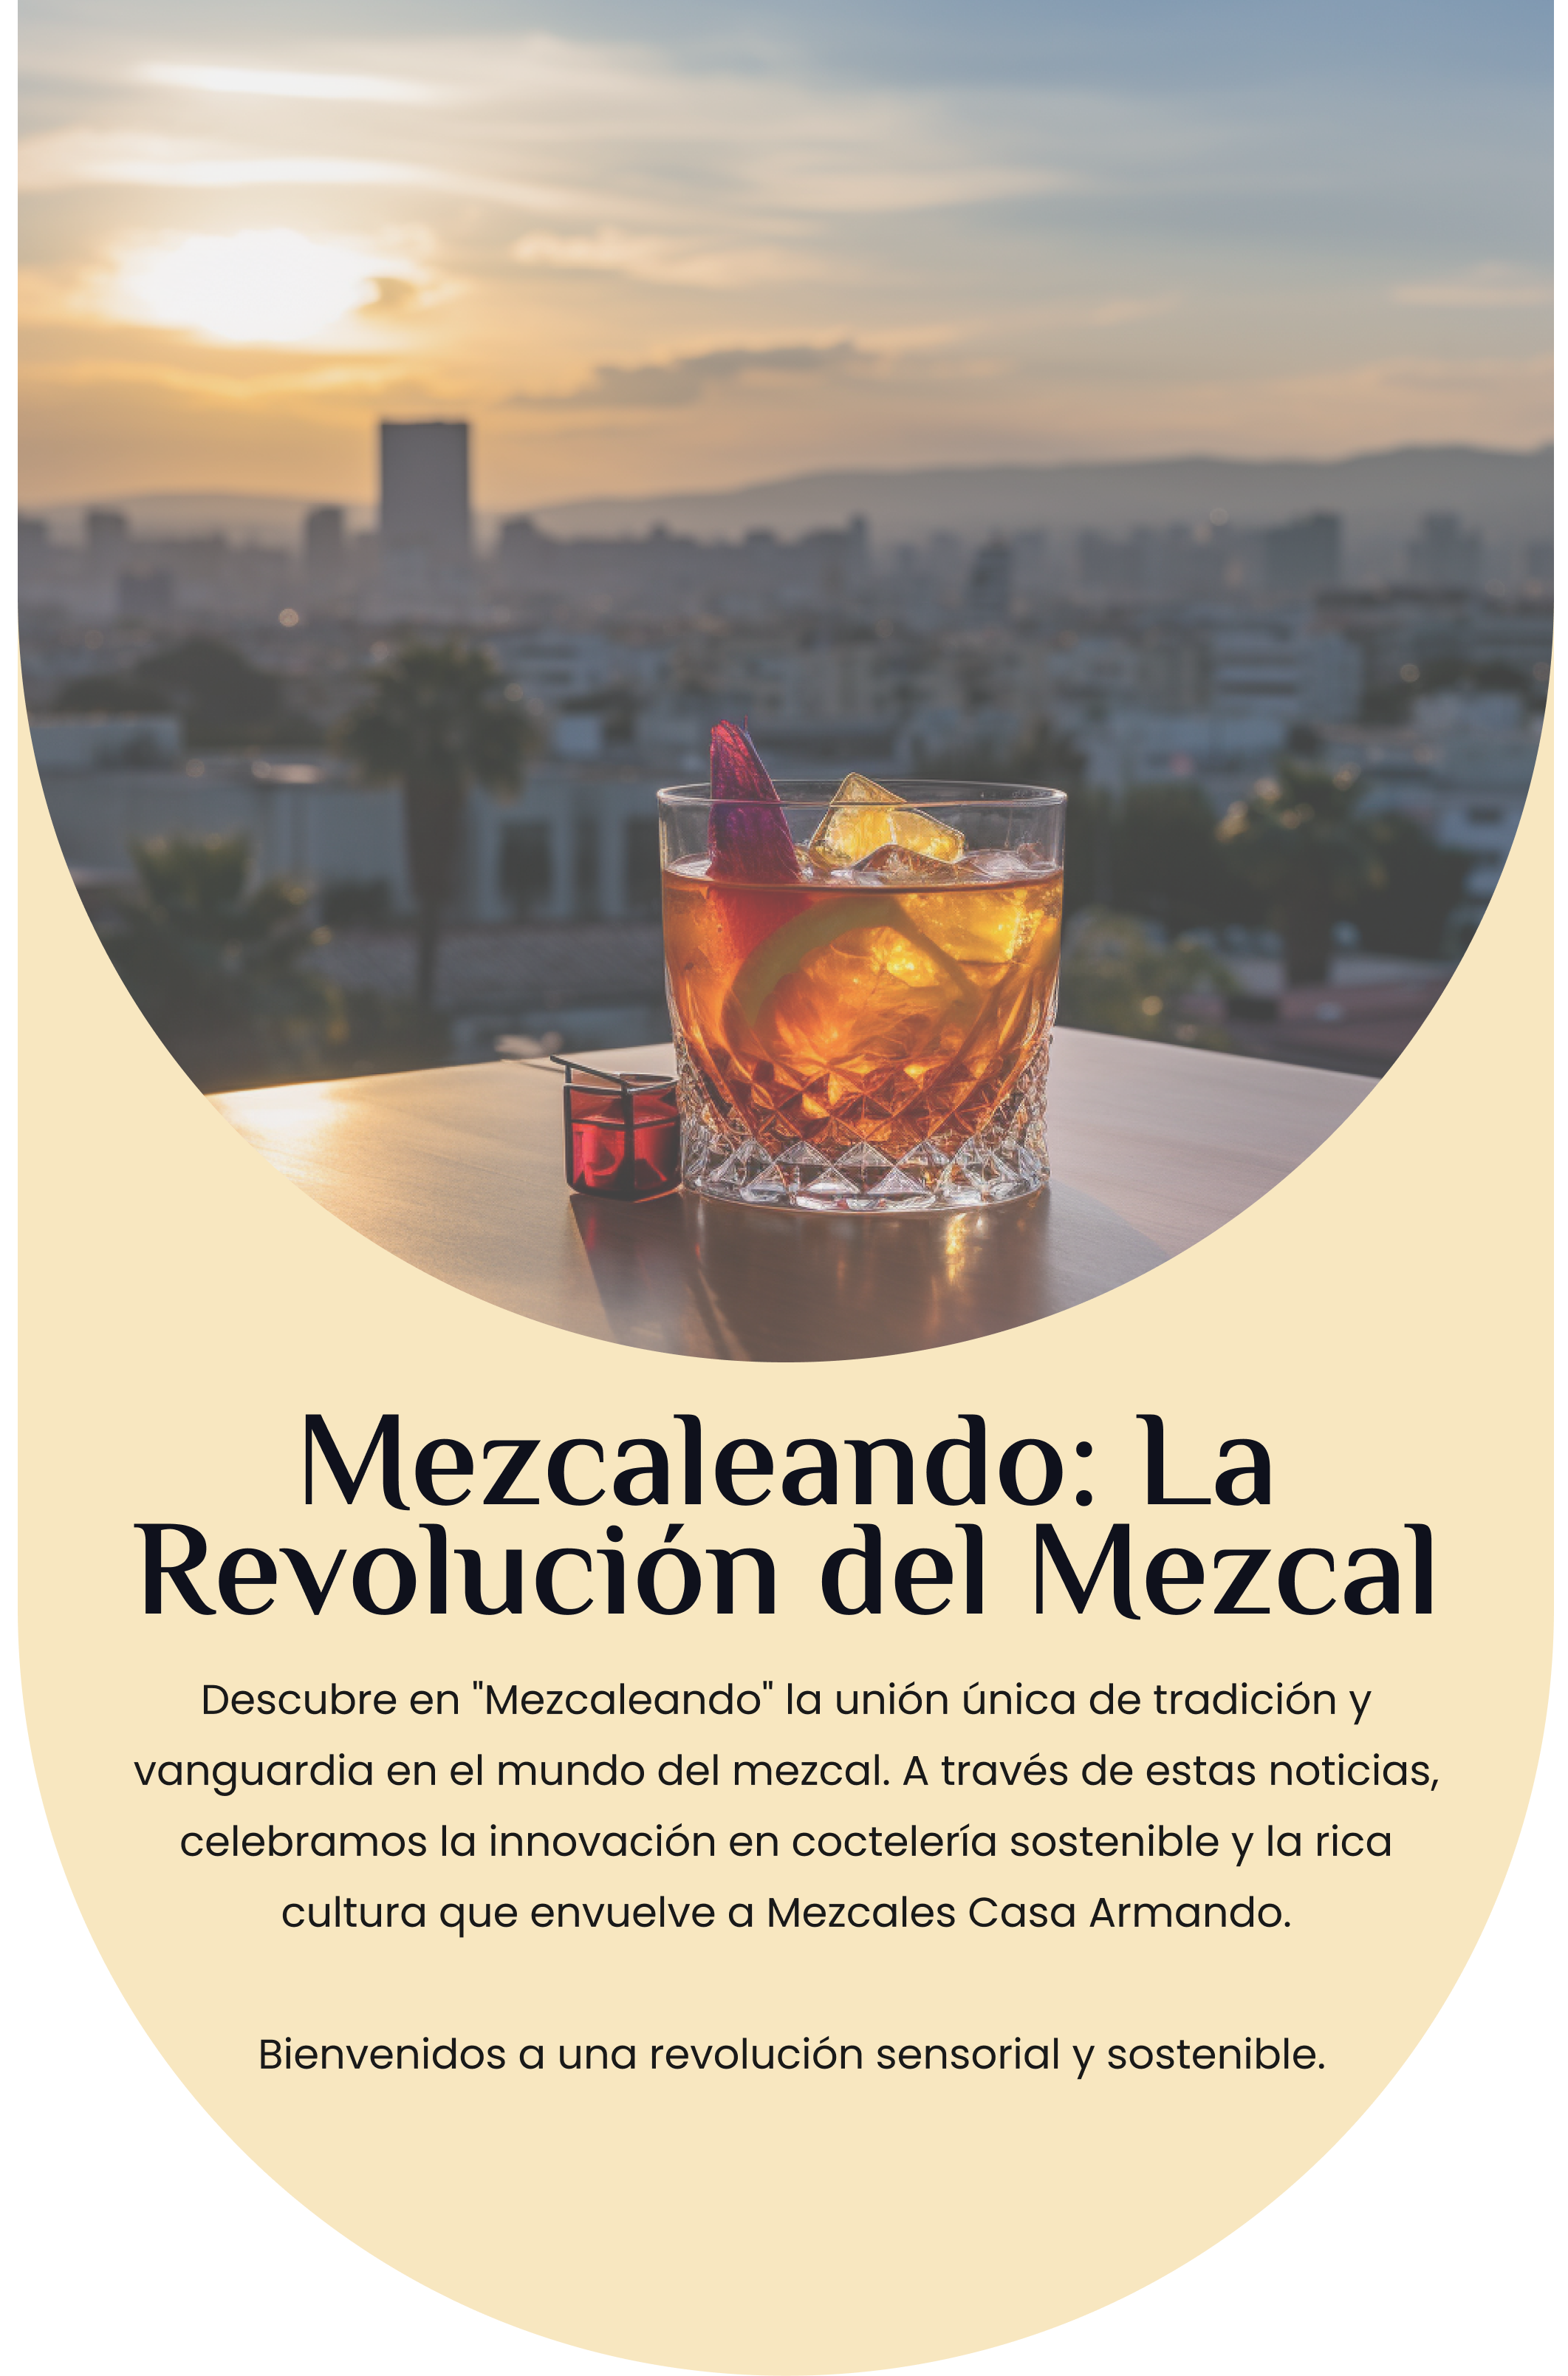 Mezcaleando: La
Revolución del Mezcal
Descubre en "Mezcaleando" la unión única de tradición y
vanguardia en el mundo del mezcal. A través de estas noticias,
celebramos la innovación en coctelería sostenible y la rica
cultura que envuelve a Mezcales Casa Armando.
Bienvenidos a una revolución sensorial y sostenible.